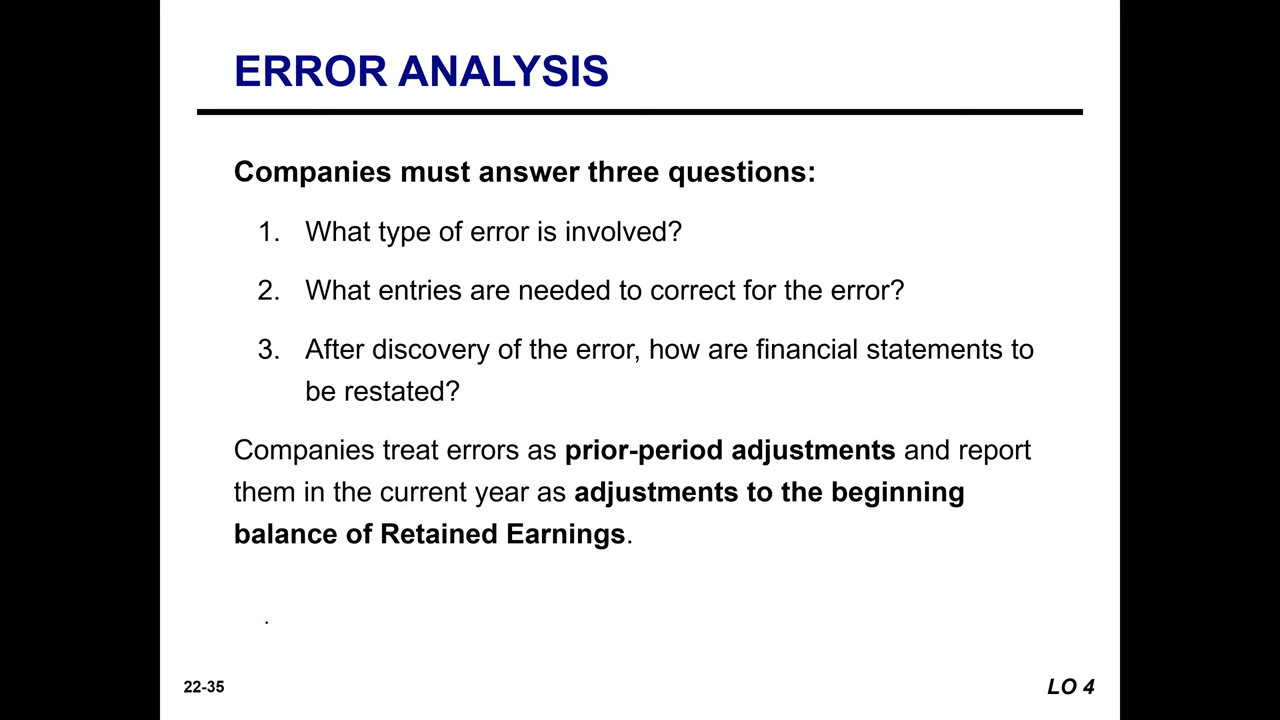 ERROR ANALYSIS
Companies must answer three questions:
1. What type of error is involved?
2. What entries are needed to correct for the error?
3. After discovery of the error, how are financial statements to
be restated?
Companies treat errors as prior-period adjustments and report
them in the current year as adjustments to the beginning
balance of Retained Earnings.
22-35
LO 4